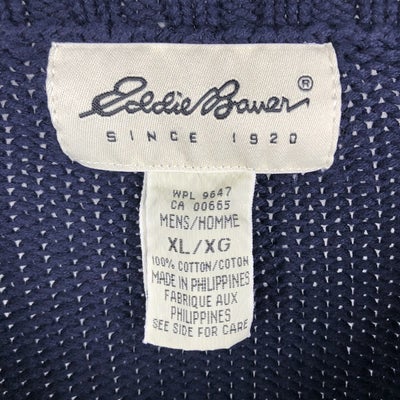 Eddie Bauer®
SINCE 1920
WPL 9647
CA 00665
MENS/HOMME
XL/XG
100% COTTON/COTON
MADE IN PHILIPPINES
FABRIQUE AUX
PHILIPPINES
SEE SIDE FOR CARE